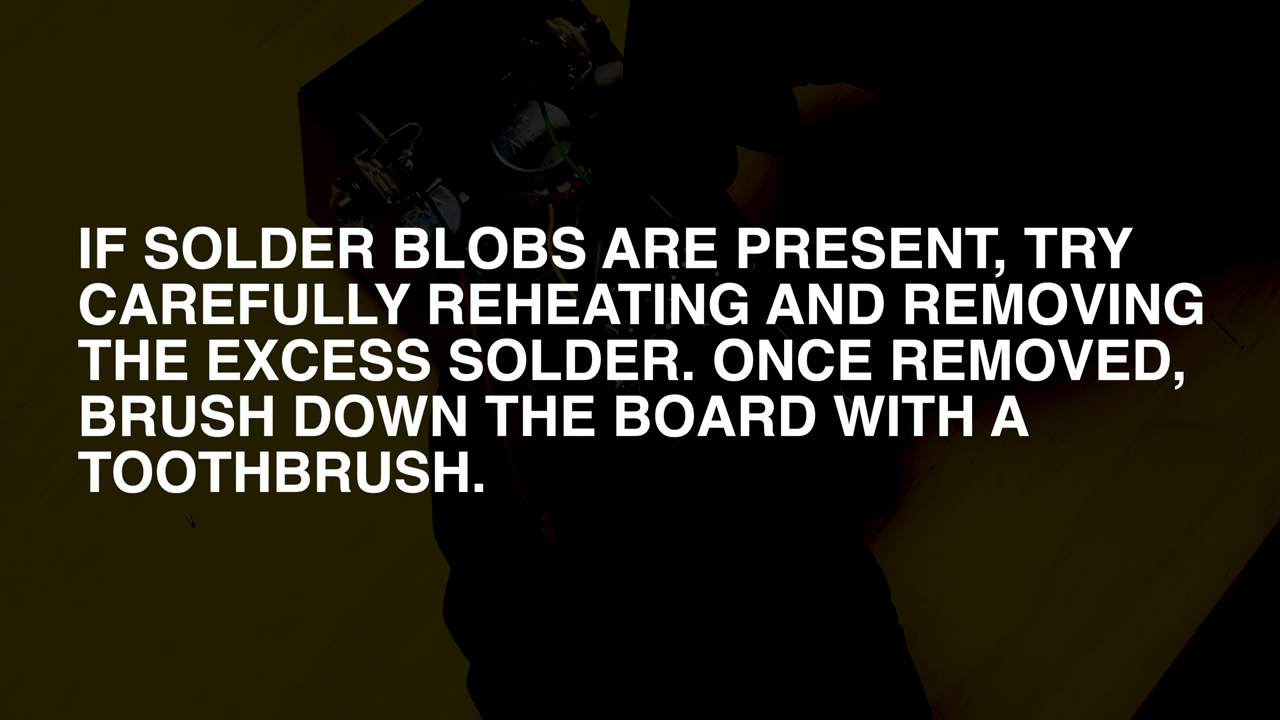 IF SOLDER BLOBS ARE PRESENT, TRY
CAREFULLY REHEATING AND REMOVING
THE EXCESS SOLDER. ONCE REMOVED,
BRUSH DOWN THE BOARD WITH A
TOOTHBRUSH.